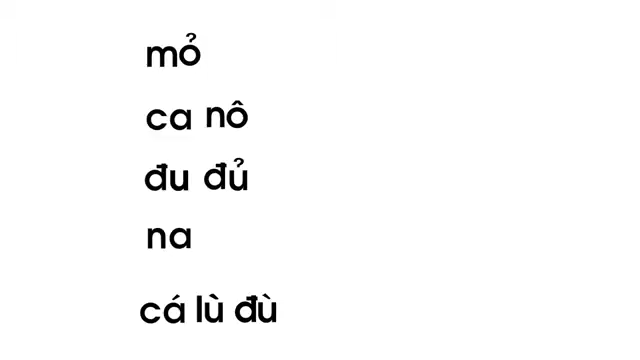 mỏ
ca nô
đu đủ
na
cá lù đù